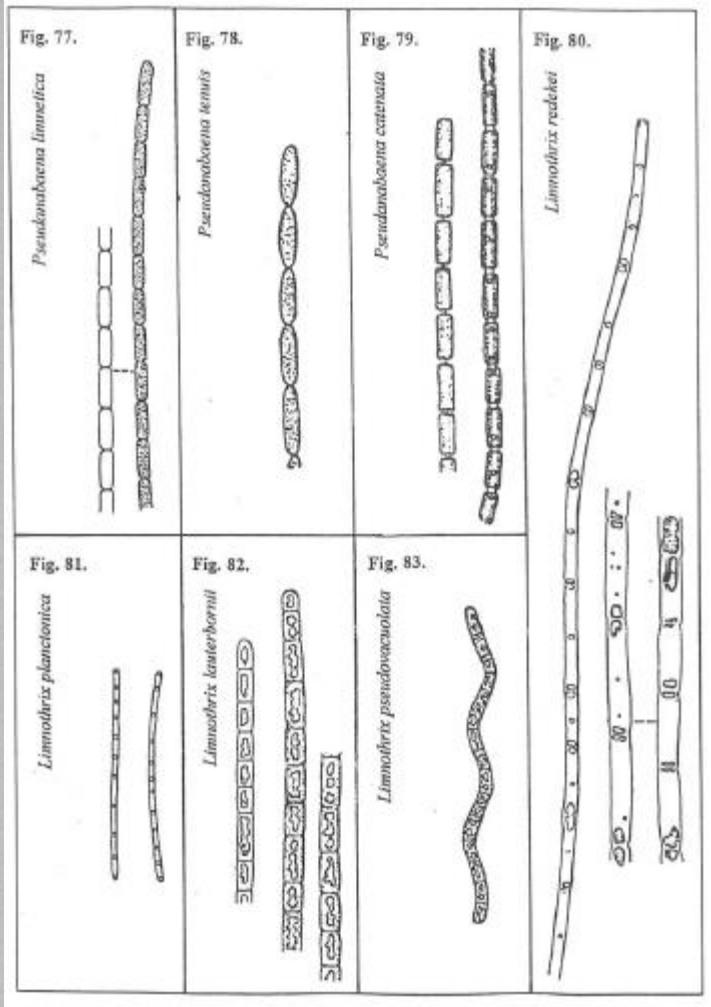 Fig. 77.
Pseudanabaena limnetica
Fig. 78.
Pseudanabaena tenuis
Fig. 79.
Pseudanabaena catenata
Fig. 80.
Limnothrix redekei
Fig. 81.
Limnothrix planctonica
Fig. 82.
Limnothrix lauterbornii
Fig. 83.
Limnothrix pseudovacuolata